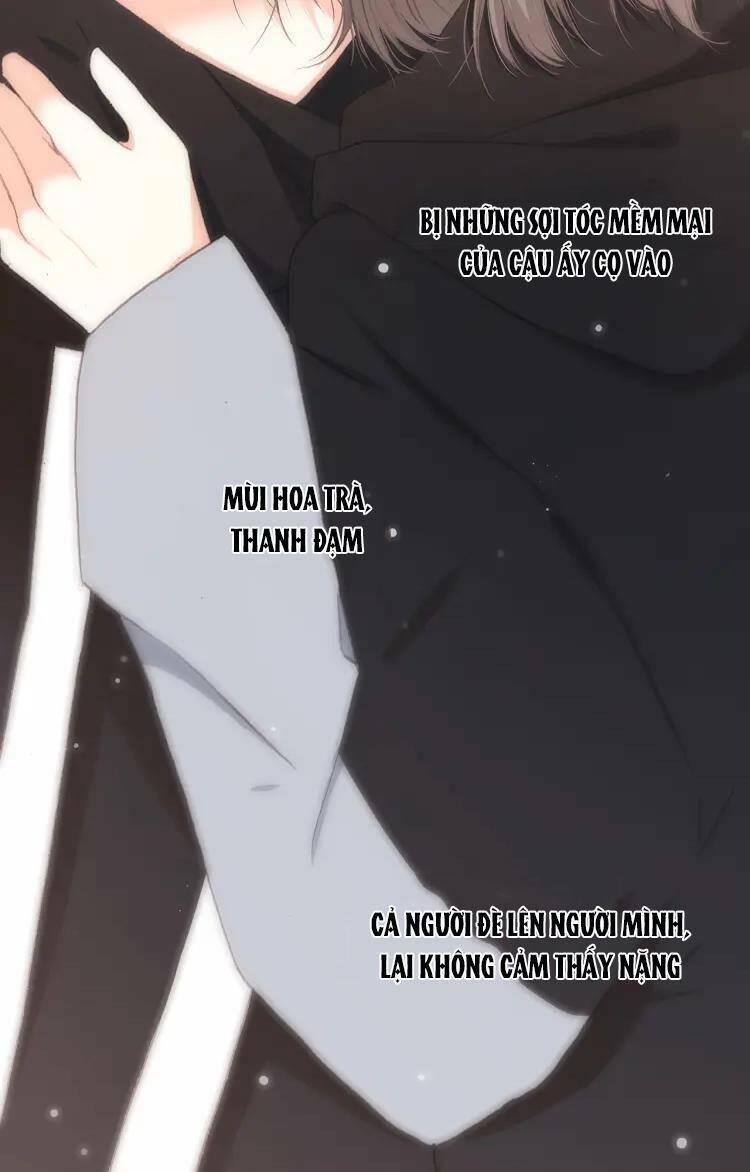 BỊ NHỮNG SỢI TÓC MỀM MẠI
CỦA CẬU ẤY CỌ VÀO
MÙI HOA TRÀ,
THANH ĐẠM
CẢ NGƯỜI ĐÈ LÊN NGƯỜI MÌNH,
LẠI KHÔNG CẢM THẤY NẶNG